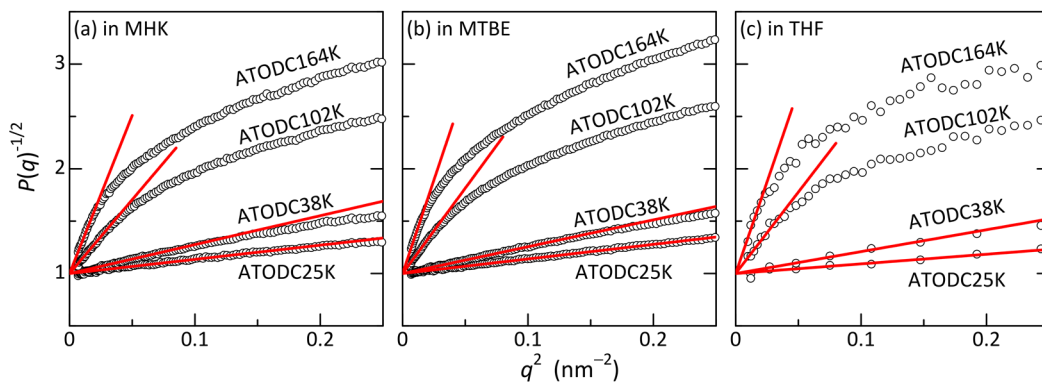 (a) in MHK
ATODC164K
ATODC102K
ATODC38K
ATODC25K
(b) in MTBE
ATODC164K
ATODC102K
ATODC38K
ATODC25K
(c) in THF
ATODC164K
ATODC102K
ATODC38K
ATODC25K
P(q)⁻¹/²
3
2
1
0 0.1 0.2
0 0.1 0.2
0 0.1 0.2
q² (nm⁻²)